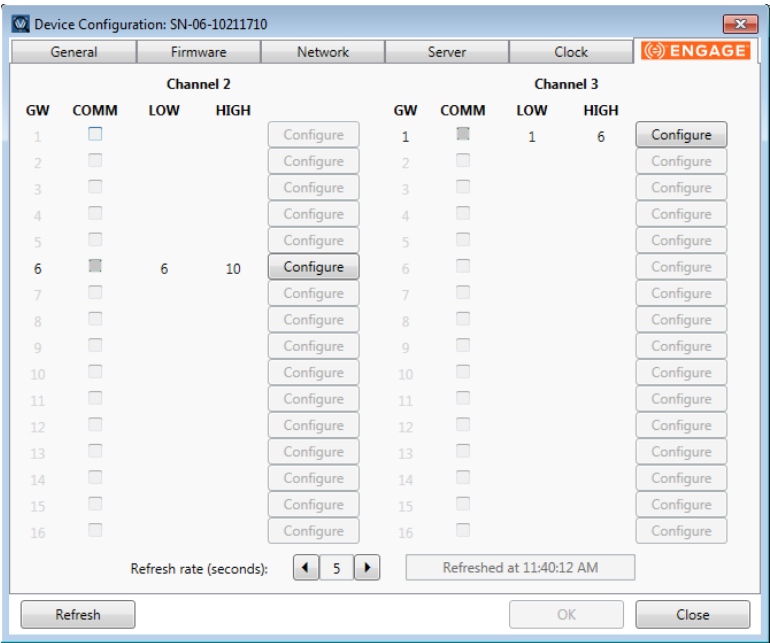 Device Configuration: SN-06-10211710
General Firmware Network Server Clock ENGAGE
Channel 2 Channel 3
GW COMM LOW HIGH GW COMM LOW HIGH
1 Configure 1 1 6 Configure
2 Configure 2 Configure
3 Configure 3 Configure
4 Configure 4 Configure
5 Configure 5 Configure
6 6 10 Configure 6 Configure
7 Configure 7 Configure
8 Configure 8 Configure
9 Configure 9 Configure
10 Configure 10 Configure
11 Configure 11 Configure
12 Configure 12 Configure
13 Configure 13 Configure
14 Configure 14 Configure
15 Configure 15 Configure
16 Configure 16 Configure
Refresh rate (seconds): 5 Refreshed at 11:40:12 AM
Refresh OK Close